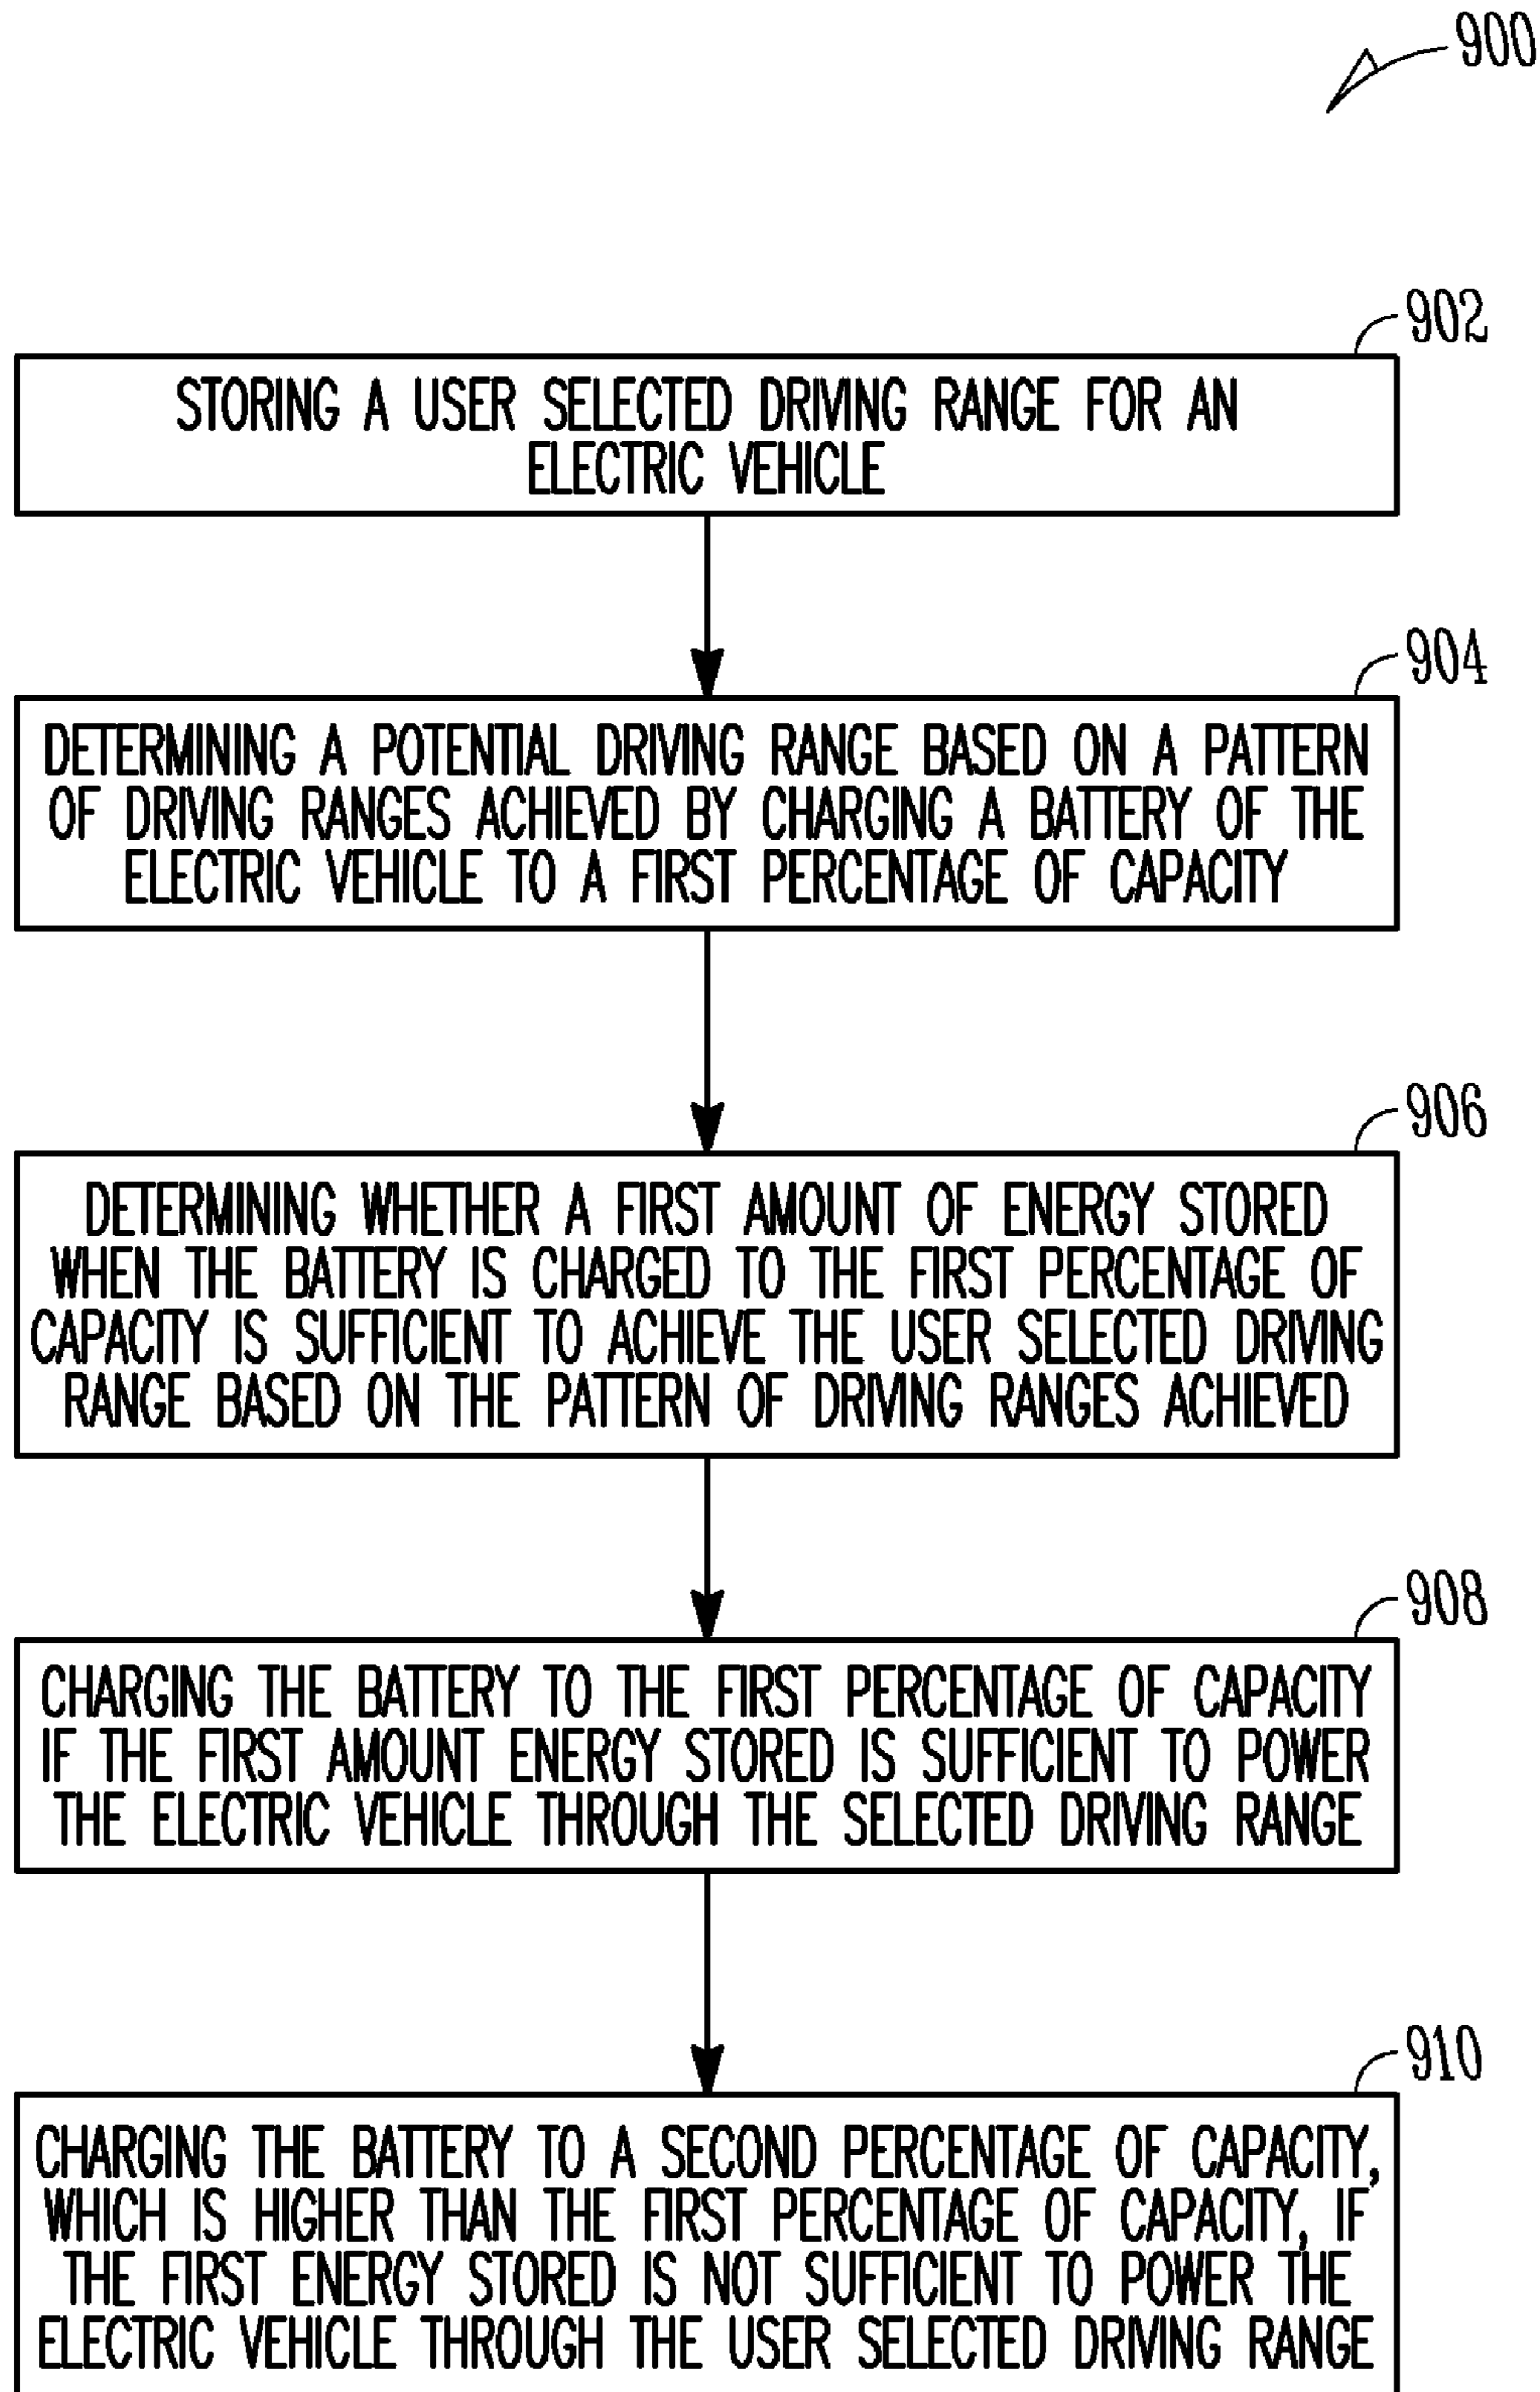 900
902
STORING A USER SELECTED DRIVING RANGE FOR AN
ELECTRIC VEHICLE
904
DETERMINING A POTENTIAL DRIVING RANGE BASED ON A PATTERN
OF DRIVING RANGES ACHIEVED BY CHARGING A BATTERY OF THE
ELECTRIC VEHICLE TO A FIRST PERCENTAGE OF CAPACITY
906
DETERMINING WHETHER A FIRST AMOUNT OF ENERGY STORED
WHEN THE BATTERY IS CHARGED TO THE FIRST PERCENTAGE OF
CAPACITY IS SUFFICIENT TO ACHIEVE THE USER SELECTED DRIVING
RANGE BASED ON THE PATTERN OF DRIVING RANGES ACHIEVED
908
CHARGING THE BATTERY TO THE FIRST PERCENTAGE OF CAPACITY
IF THE FIRST AMOUNT ENERGY STORED IS SUFFICIENT TO POWER
THE ELECTRIC VEHICLE THROUGH THE SELECTED DRIVING RANGE
910
CHARGING THE BATTERY TO A SECOND PERCENTAGE OF CAPACITY,
WHICH IS HIGHER THAN THE FIRST PERCENTAGE OF CAPACITY, IF
THE FIRST ENERGY STORED IS NOT SUFFICIENT TO POWER THE
ELECTRIC VEHICLE THROUGH THE USER SELECTED DRIVING RANGE